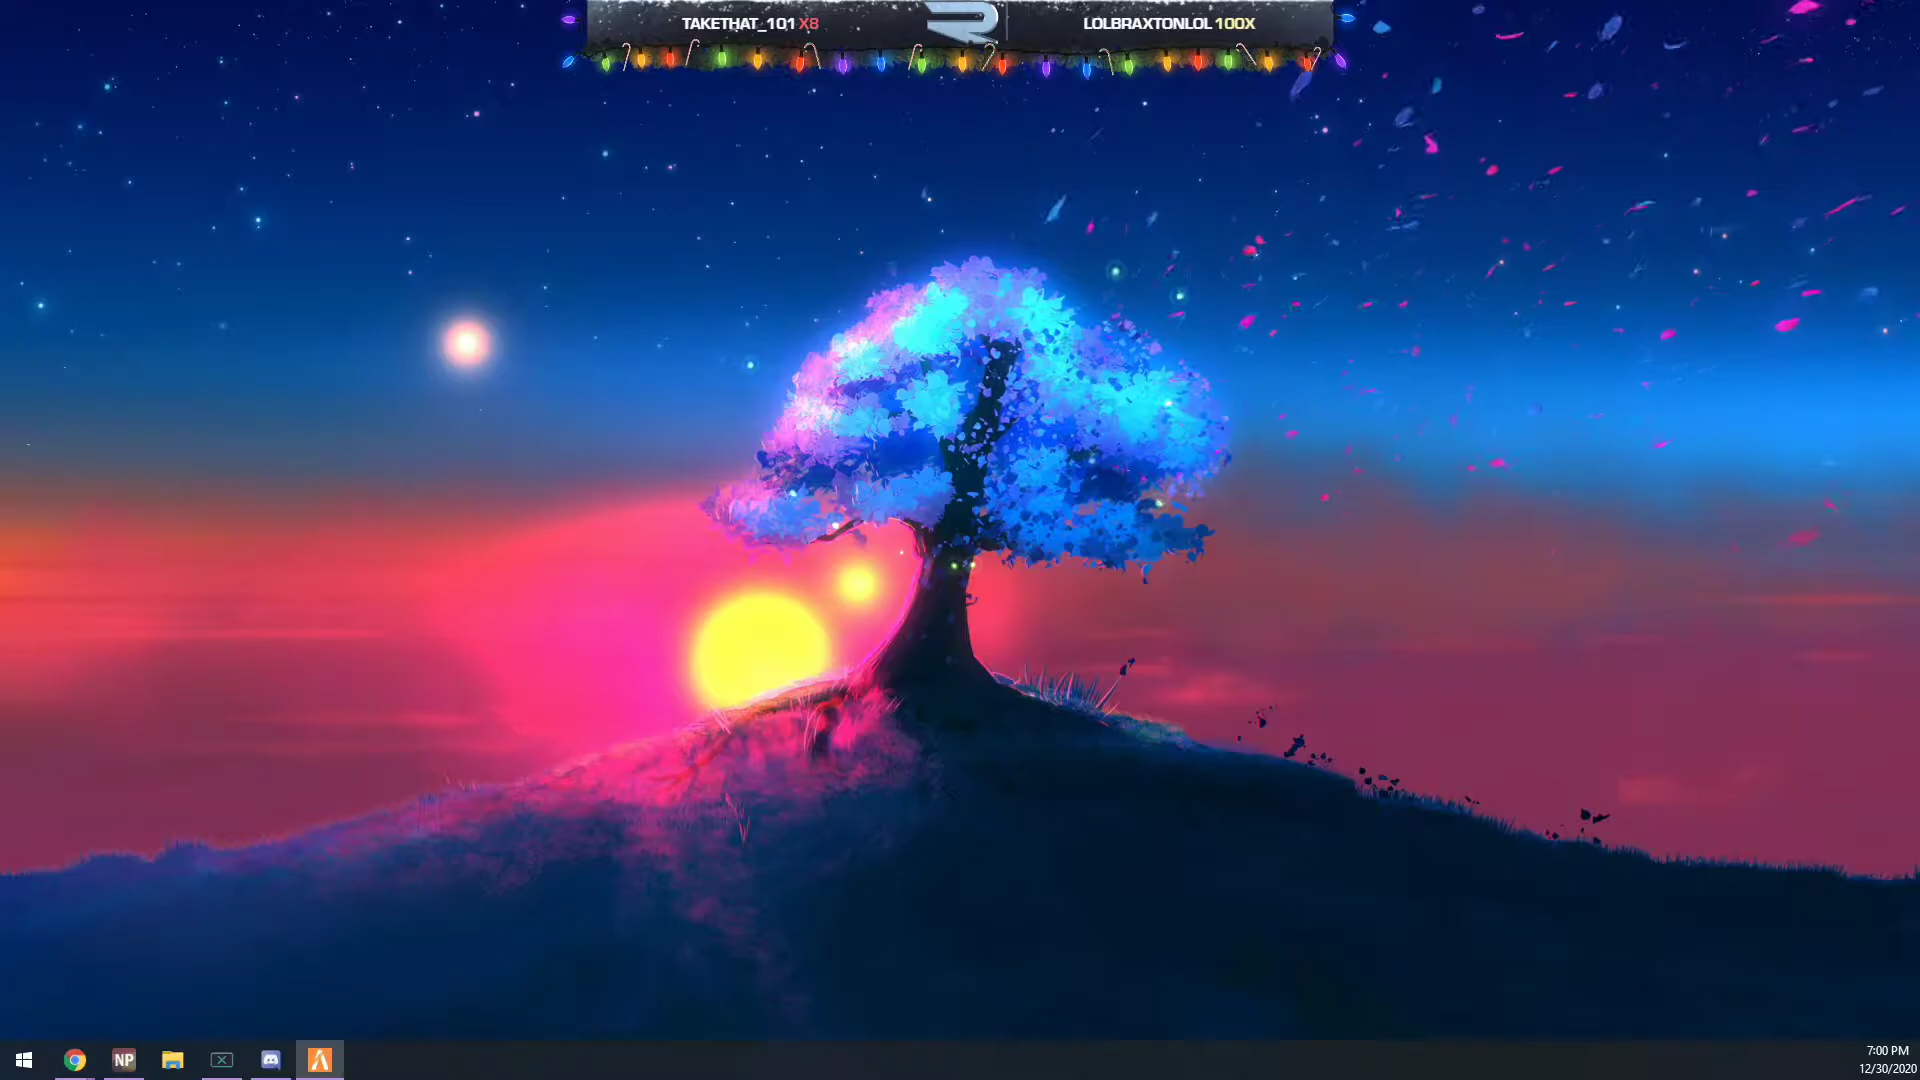 TAKETHAT_101 X8
LOLBRAXTONLOL 100X
NP
7:00 PM
12/30/2020